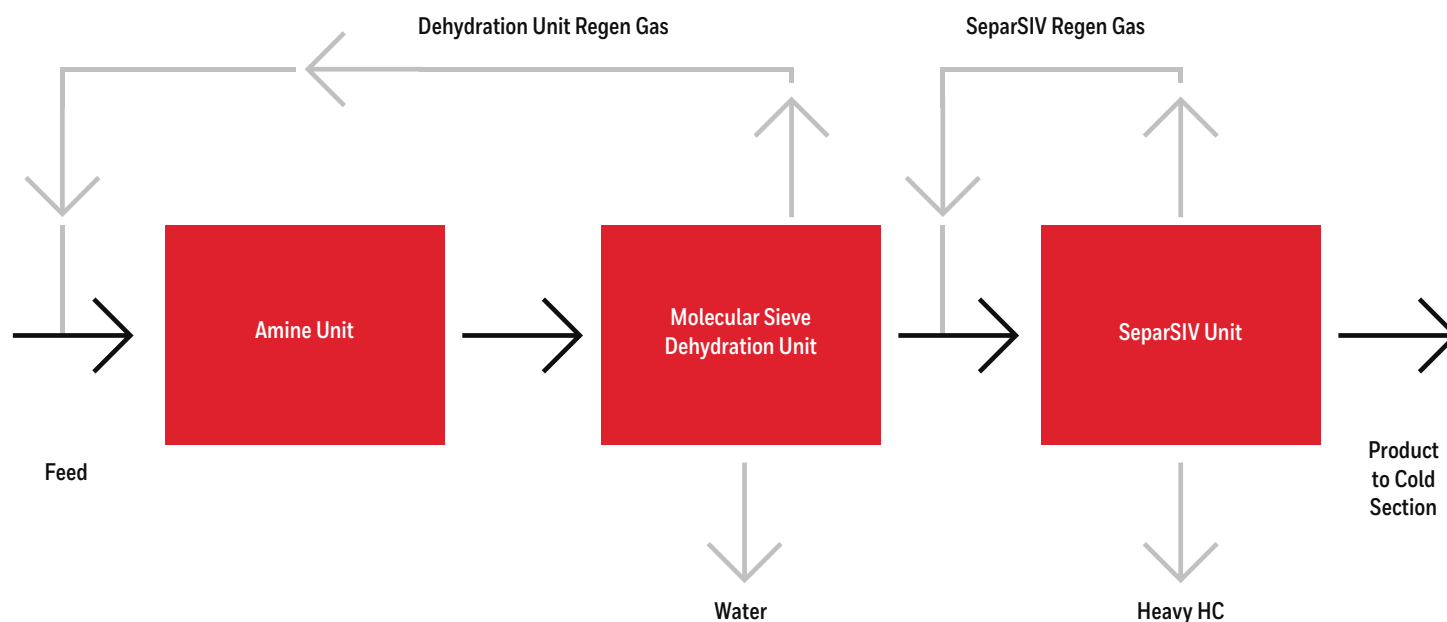 Dehydration Unit Regen Gas
SeparSIV Regen Gas
Amine Unit
Molecular Sieve
Dehydration Unit
SeparSIV Unit
Feed
Product
to Cold
Section
Water
Heavy HC